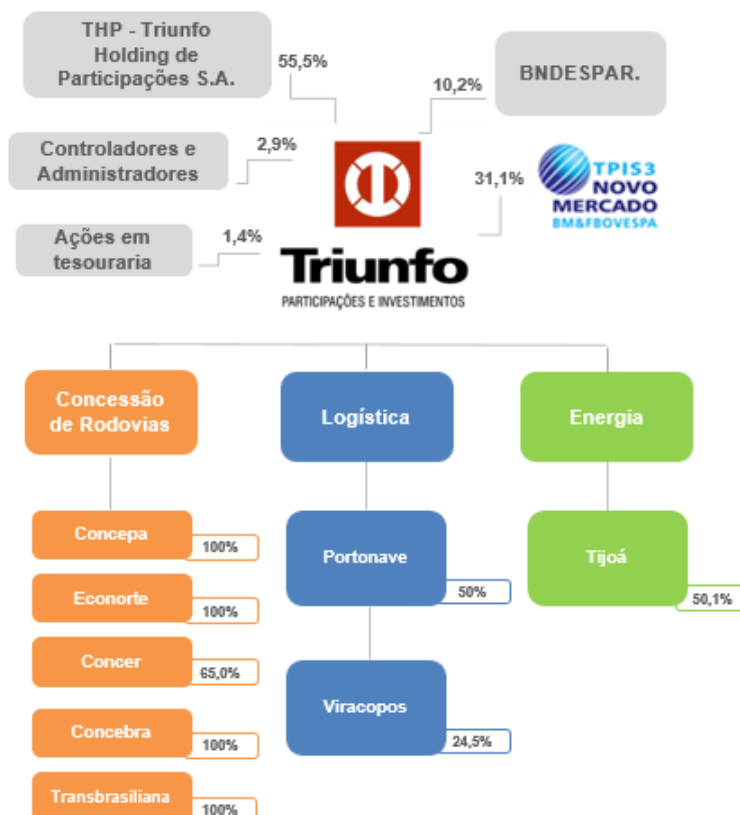 THP - Triunfo
Holding de
Participações S.A.
55,5%
BNDESPAR.
10,2%
Controladores e
Administradores
2,9%
31,1%
TPIS3
NOVO
MERCADO
BM&FBOVESPA
Ações em
tesouraria
1,4%
Triunfo
PARTICIPAÇÕES E INVESTIMENTOS
Concessão
de Rodovias
Logística
Energia
Concepa
100%
Econorte
100%
Concer
65,0%
Concebra
100%
Transbrasiliana
100%
Portonave
50%
Viracopos
24,5%
Tijoá
50,1%